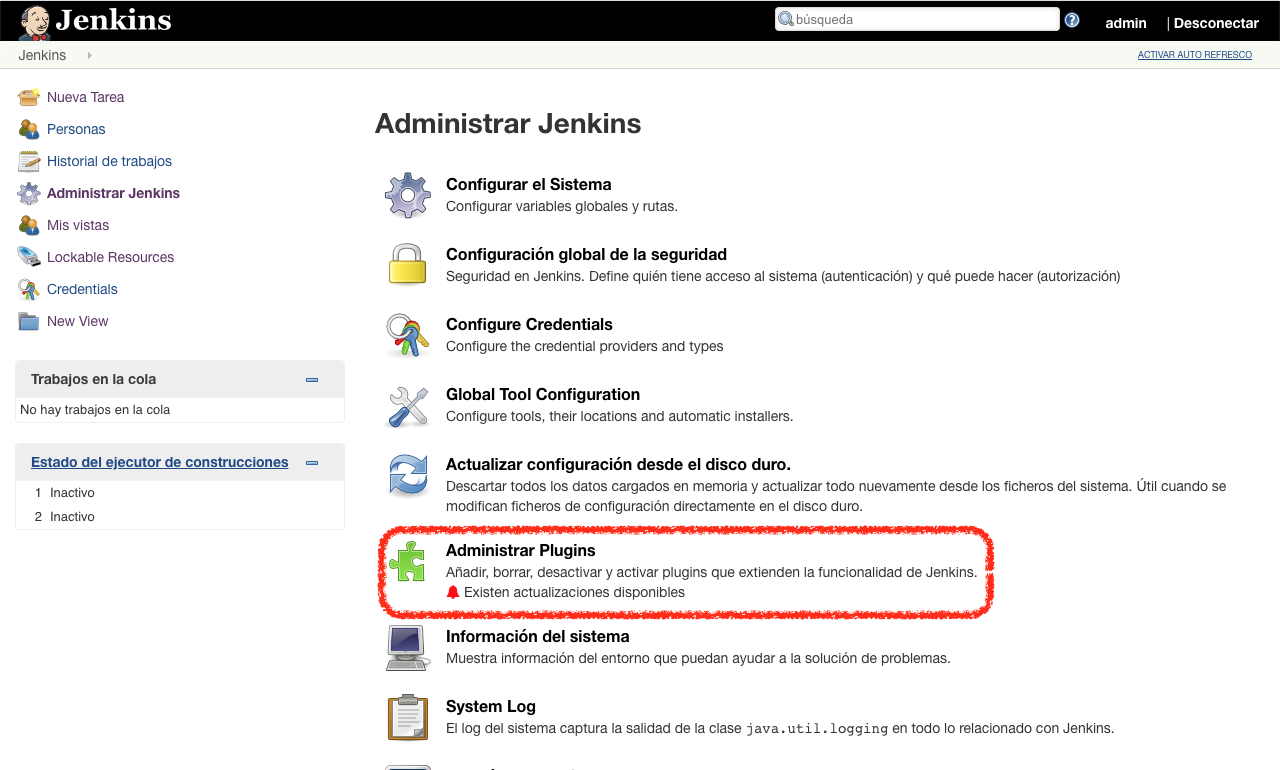 Jenkins
búsqueda
?
admin
| Desconectar
Jenkins
ACTIVAR AUTO REFRESCO
Nueva Tarea
Personas
Historial de trabajos
Administrar Jenkins
Mis vistas
Lockable Resources
Credentials
New View
Trabajos en la cola
No hay trabajos en la cola
Estado del ejecutor de construcciones
1 Inactivo
2 Inactivo
Administrar Jenkins
Configurar el Sistema
Configurar variables globales y rutas.
Configuración global de la seguridad
Seguridad en Jenkins. Define quién tiene acceso al sistema (autenticación) y qué puede hacer (autorización)
Configure Credentials
Configure the credential providers and types
Global Tool Configuration
Configure tools, their locations and automatic installers.
Actualizar configuración desde el disco duro.
Descartar todos los datos cargados en memoria y actualizar todo nuevamente desde los ficheros del sistema. Útil cuando se
modifican ficheros de configuración directamente en el disco duro.
Administrar Plugins
Añadir, borrar, desactivar y activar plugins que extienden la funcionalidad de Jenkins.
Existen actualizaciones disponibles
Información del sistema
Muestra información del entorno que puedan ayudar a la solución de problemas.
System Log
El log del sistema captura la salida de la clase java.util.logging en todo lo relacionado con Jenkins.